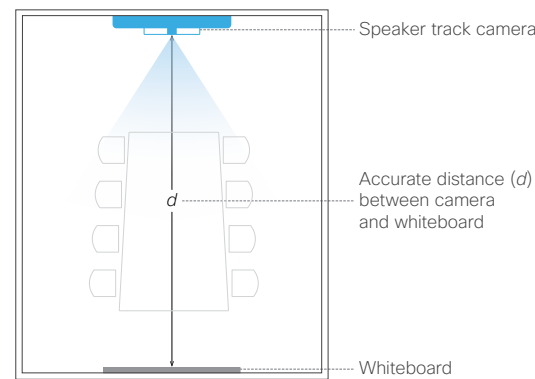 Speaker track camera
d
Accurate distance (d)
between camera
and whiteboard
Whiteboard